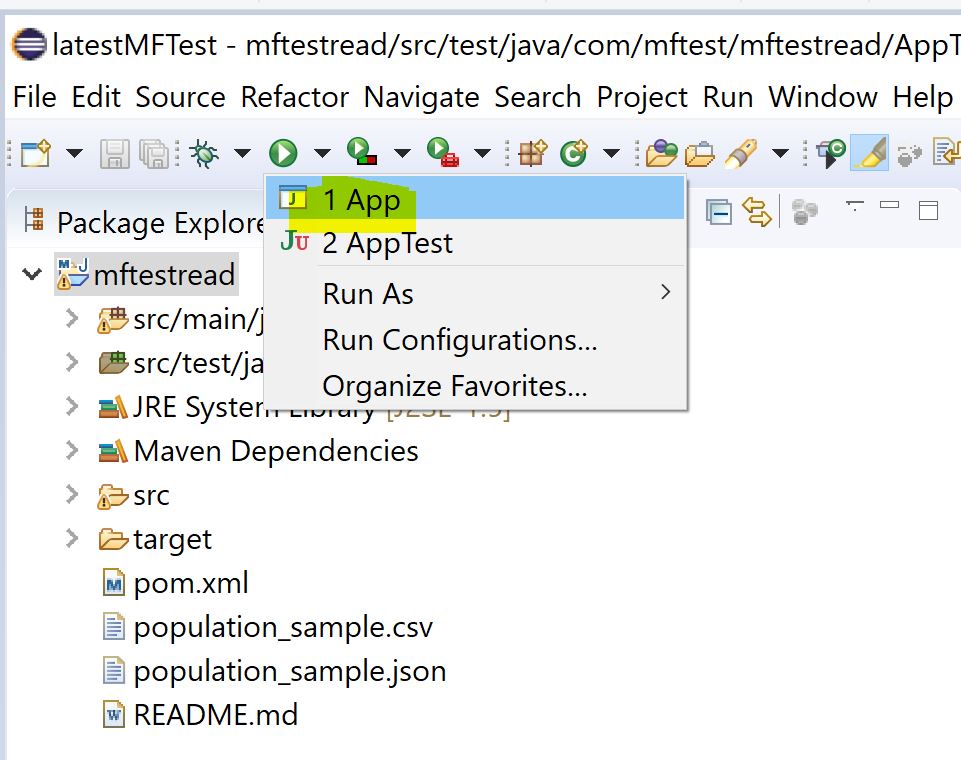 latestMFTest - mftestread/src/test/java/com/mftest/mftestread/AppT
File Edit Source Refactor Navigate Search Project Run Window Help
1 App
Package Explore
2 AppTest
mftestread
Run As
src/main/j
Run Configurations...
src/test/ja
Organize Favorites...
JRE System Library [J2SE-1.5]
Maven Dependencies
src
target
pom.xml
population_sample.csv
population_sample.json
README.md